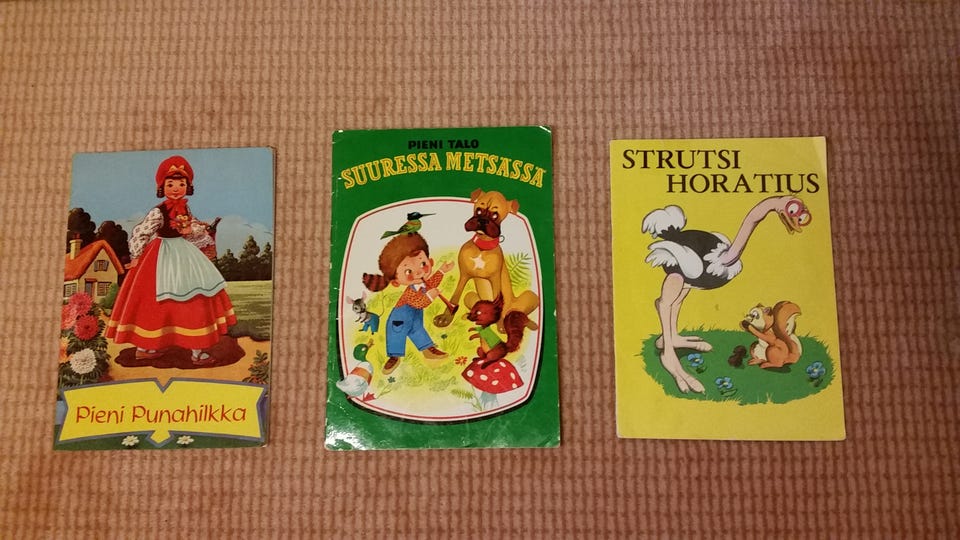 Pieni Punahilkka
PIENI TALO
SUURESSA METSÄSSÄ
STRUTSI
HORATIUS